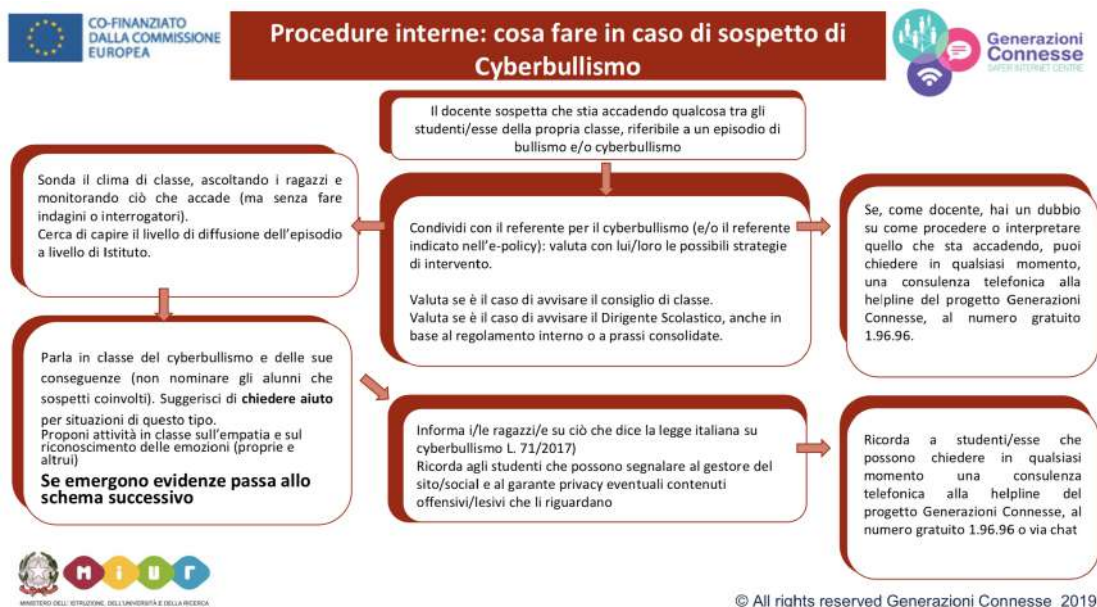 CO-FINANZIATO
DALLA COMMISSIONE
EUROPEA
Procedure interne: cosa fare in caso di sospetto di
Cyberbullismo
Generazioni
Connesse
SAFER INTERNET CENTRE
Il docente sospetta che stia accadendo qualcosa tra gli
studenti/esse della propria classe, riferibile a un episodio di
bullismo e/o cyberbullismo
Sonda il clima di classe, ascoltando i ragazzi e
monitorando ciò che accade (ma senza fare
indagini o interrogatori).
Cerca di capire il livello di diffusione dell'episodio
a livello di Istituto.
Condividi con il referente per il cyberbullismo (e/o il referente
indicato nell'e-policy): valuta con lui/loro le possibili strategie
di intervento.
Valuta se è il caso di avvisare il consiglio di classe.
Valuta se è il caso di avvisare il Dirigente Scolastico, anche in
base al regolamento interno o a prassi consolidate.
Se, come docente, hai un dubbio
su come procedere o interpretare
quello che sta accadendo, puoi
chiedere in qualsiasi momento,
una consulenza telefonica alla
helpline del progetto Generazioni
Connesse, al numero gratuito
1.96.96.
Parla in classe del cyberbullismo e delle sue
conseguenze (non nominare gli alunni che
sospetti coinvolti). Suggerisci di chiedere aiuto
per situazioni di questo tipo.
Proponi attività in classe sull'empatia e sul
riconoscimento delle emozioni (proprie e
altrui)
Se emergono evidenze passa allo
schema successivo
Informa i/le ragazzi/e su ciò che dice la legge italiana su
cyberbullismo L. 71/2017)
Ricorda agli studenti che possono segnalare al gestore del
sito/social e al garante privacy eventuali contenuti
offensivi/lesivi che li riguardano
Ricorda a studenti/esse che
possono chiedere in qualsiasi
momento una consulenza
telefonica alla helpline del
progetto Generazioni Connesse, al
numero gratuito 1.96.96 o via chat
miur
MINISTERO DELL'ISTRUZIONE, DELL'UNIVERSITÀ E DELLA RICERCA
© All rights reserved Generazioni Connesse 2019